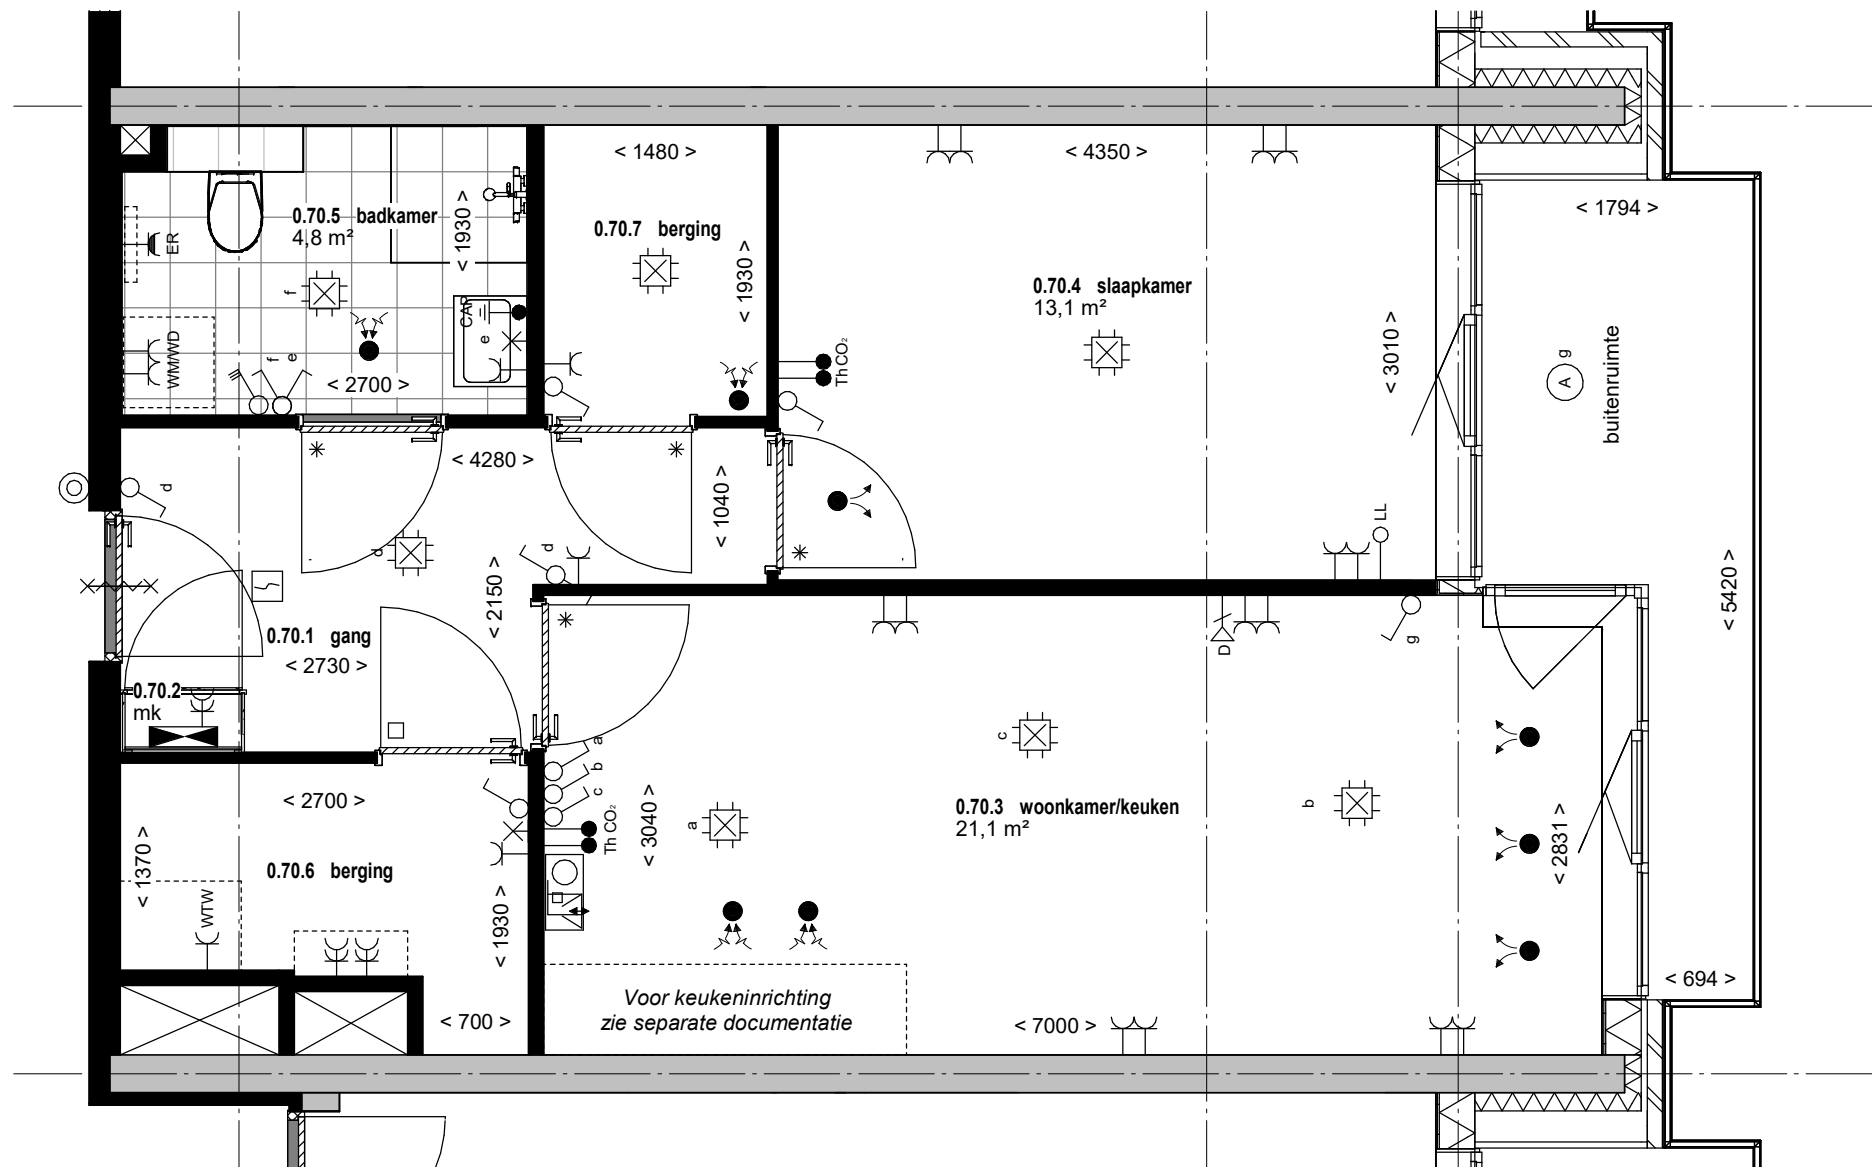 < 1480 >
< 4350 >
< 1794 >
0.70.5 badkamer
4,8 m²
< 1930 >
ER
0.70.7 berging
< 1930 >
0.70.4 slaapkamer
13,1 m²
< 3010 >
f
CAP
e
WM/WD
f
e
< 2700 >
Th CO₂
A
g
buitenruimte
< 4280 >
d
< 1040 >
LL
d
d
< 2150 >
< 5420 >
0.70.1 gang
< 2730 >
D
g
0.70.2
mk
a
b
c
c
0.70.3 woonkamer/keuken
21,1 m²
b
< 2700 >
Th CO₂
< 3040 >
a
< 2831 >
< 1370 >
0.70.6 berging
WTW
< 1930 >
< 694 >
Voor keukeninrichting
zie separate documentatie
< 700 >
< 7000 >